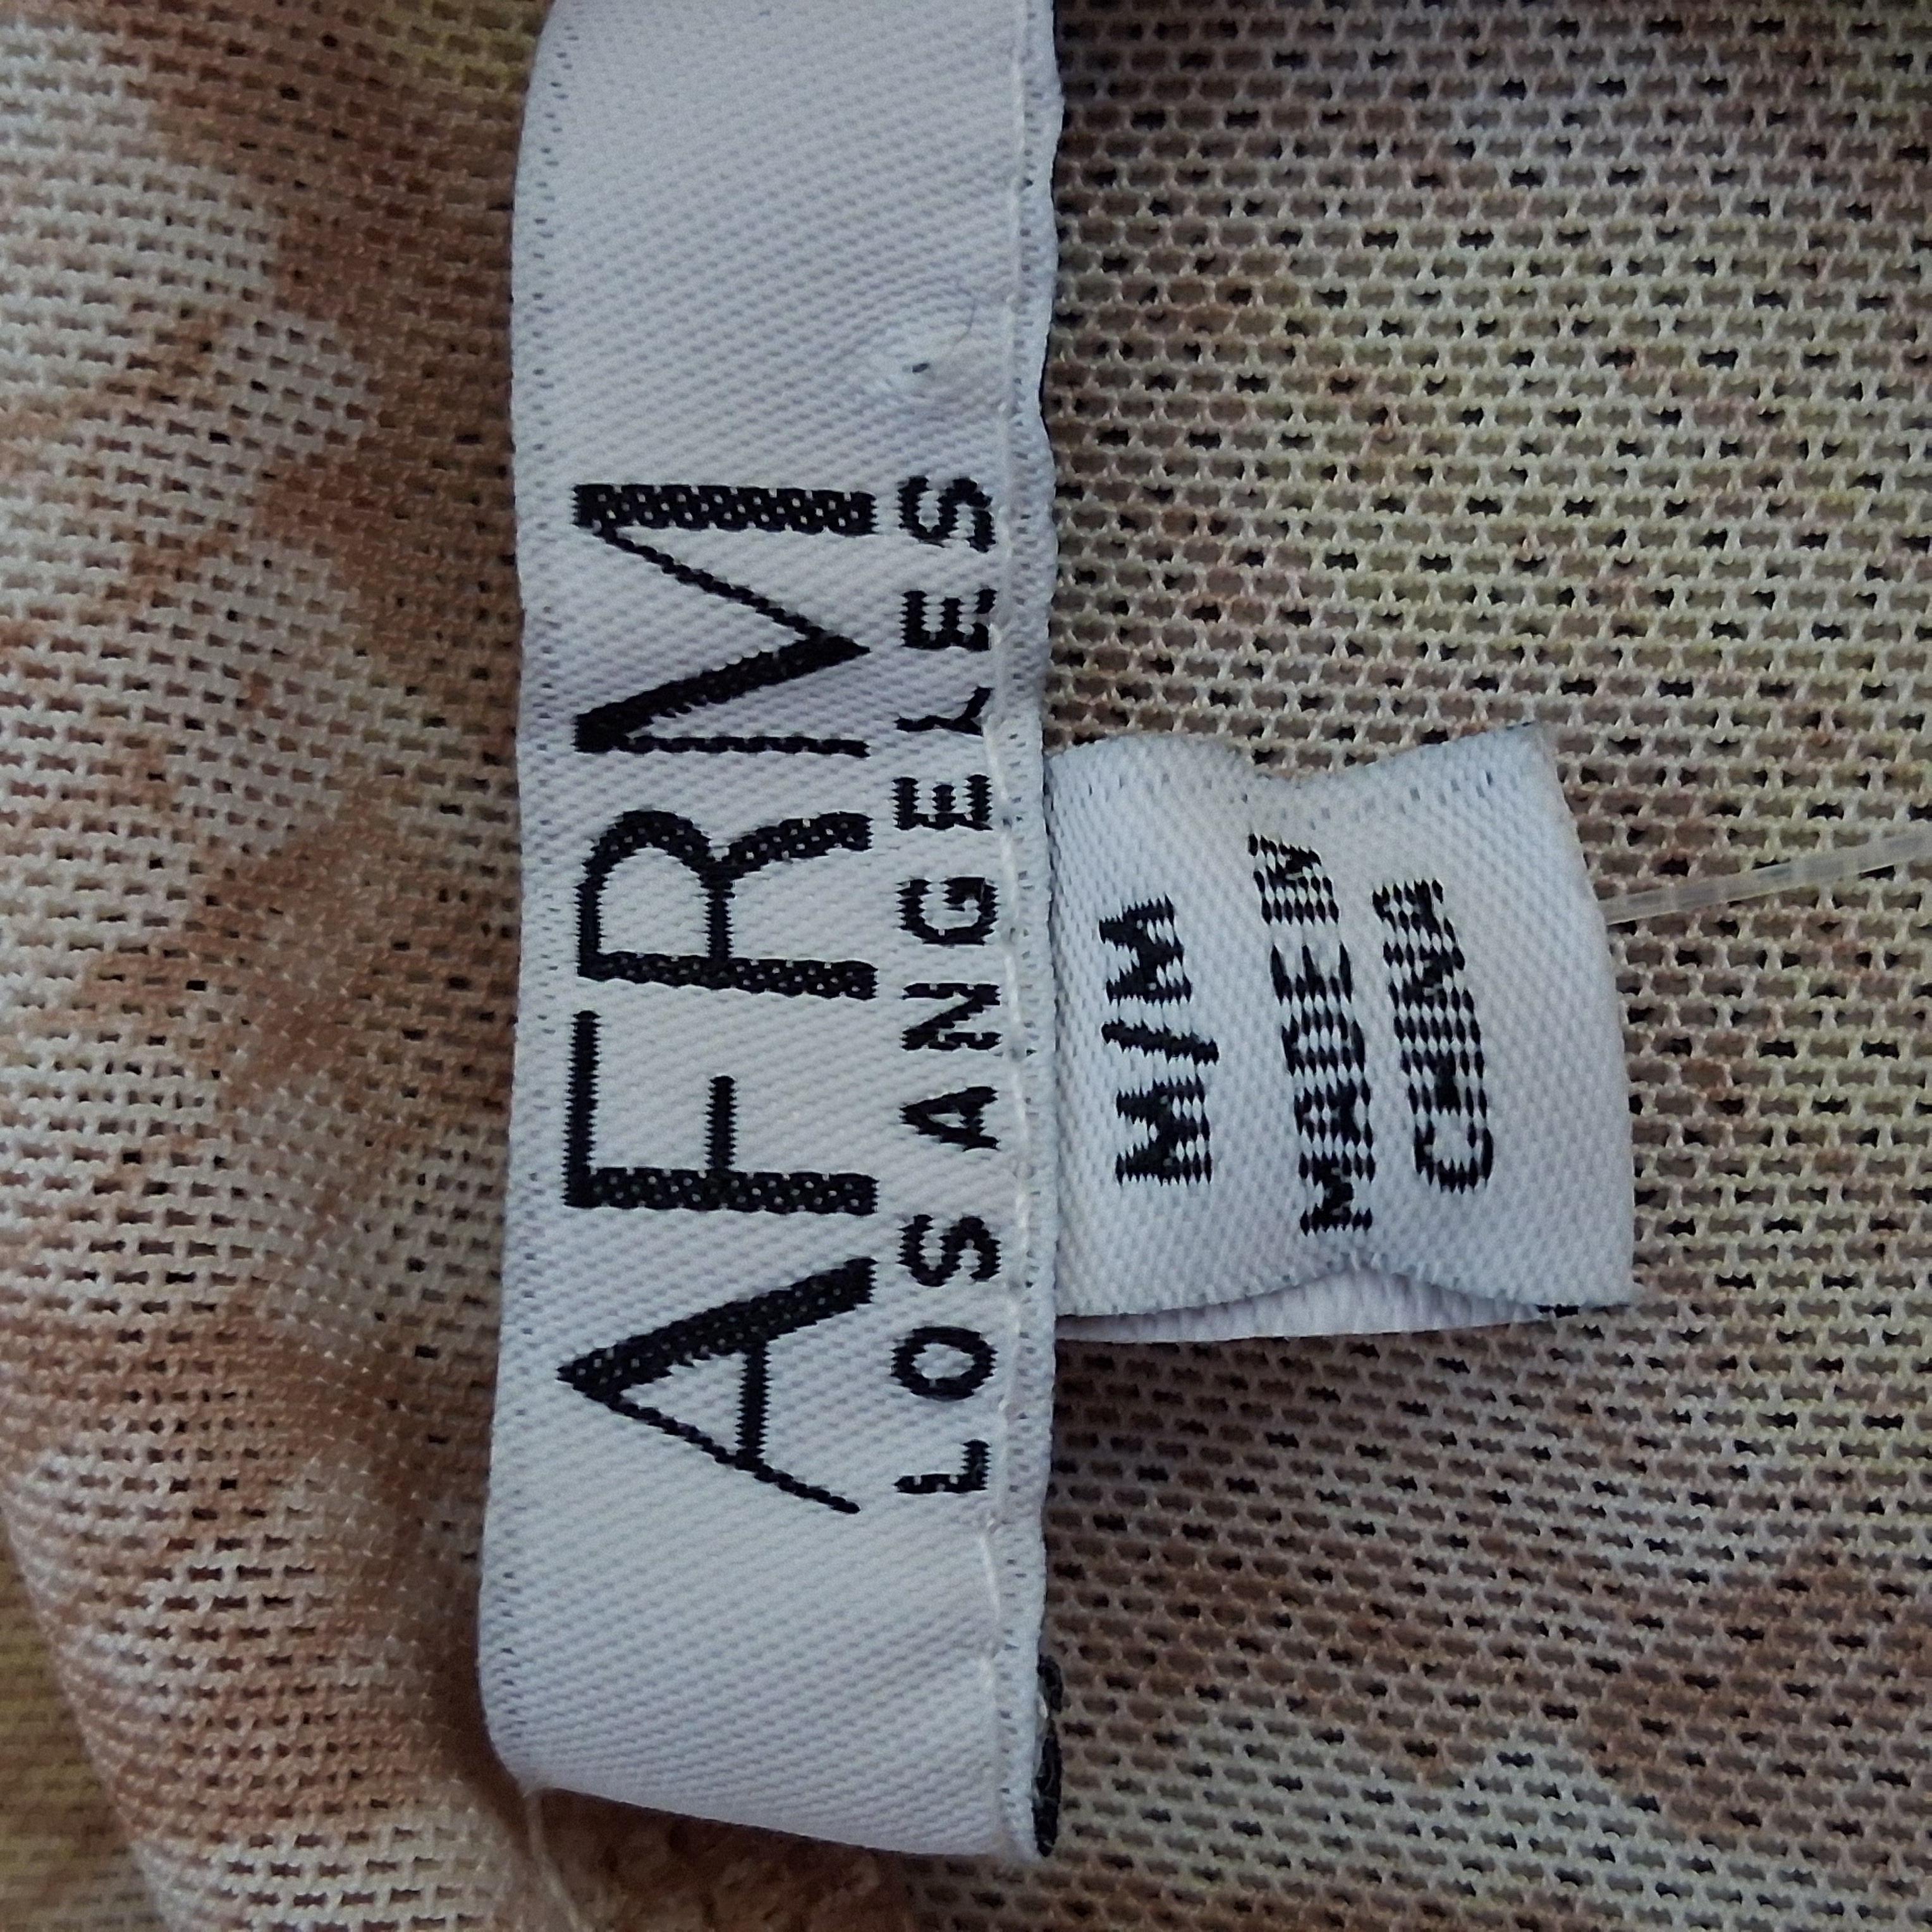 AFRM
LOS ANGELES
M/M
MADE IN
CHINA